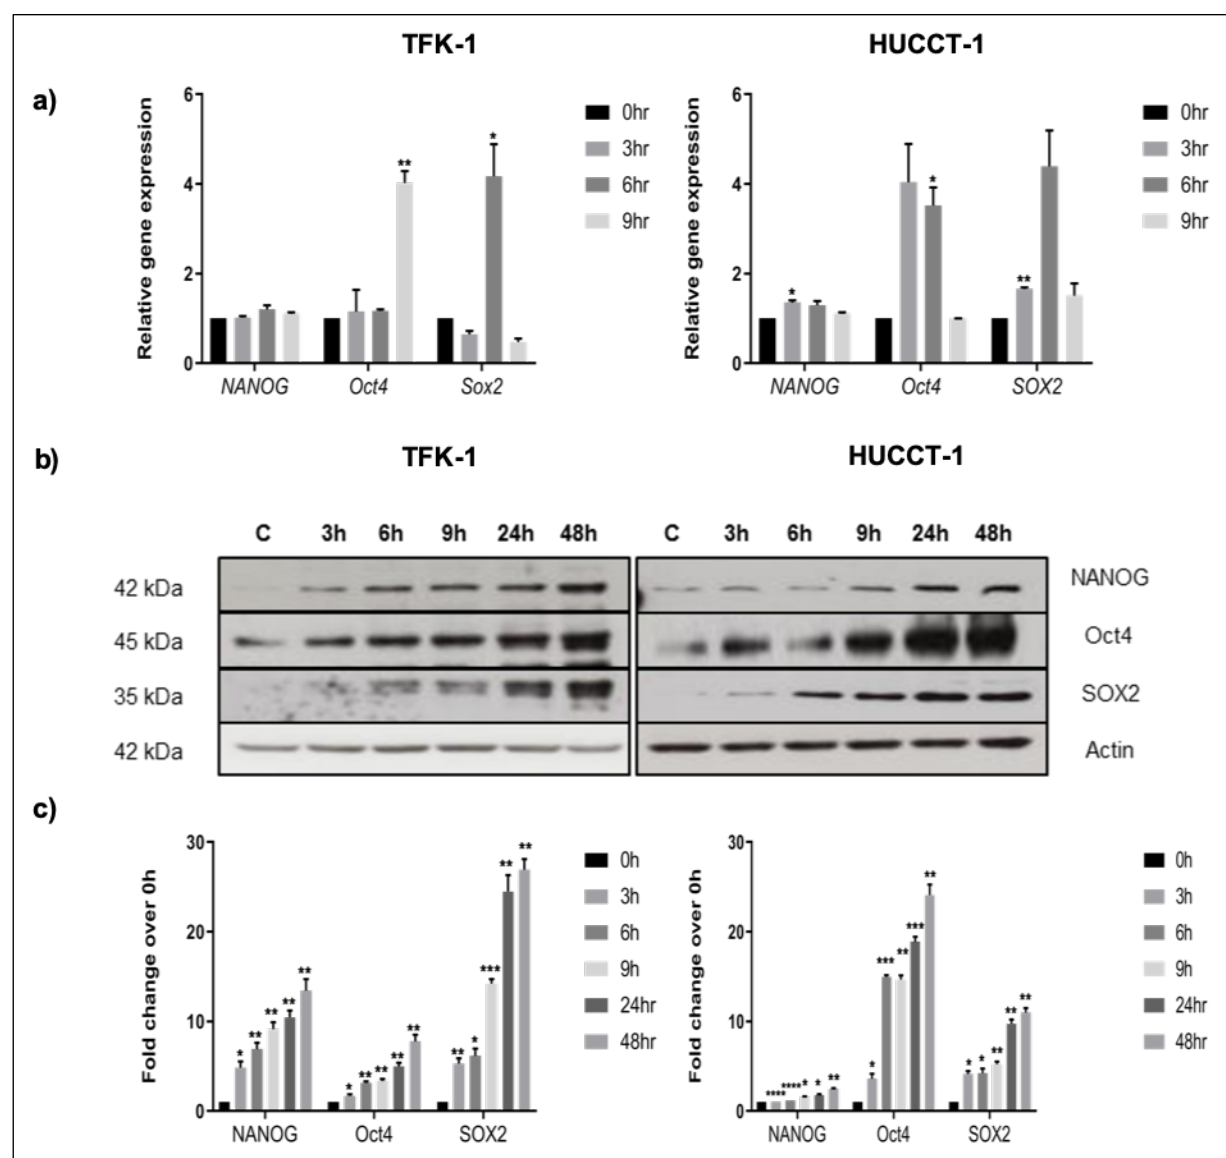 TFK-1 HUCCT-1
a)
Relative gene expression
6
4
2
0
** *
NANOG Oct4 Sox2
0hr
3hr
6hr
9hr
Relative gene expression
6
4
2
0
* * **
NANOG Oct4 SOX2
0hr
3hr
6hr
9hr
b)
TFK-1 HUCCT-1
C 3h 6h 9h 24h 48h C 3h 6h 9h 24h 48h
42 kDa NANOG
45 kDa Oct4
35 kDa SOX2
42 kDa Actin
c)
Fold change over 0h
30
20
10
0
* ** ** ** ** * ** ** ** ** ** * *** ** **
NANOG Oct4 SOX2
0h
3h
6h
9h
24hr
48hr
Fold change over 0h
30
20
10
0
**** **** * * ** * *** ** *** ** * * ** ** **
NANOG Oct4 SOX2
0h
3h
6h
9h
24hr
48hr